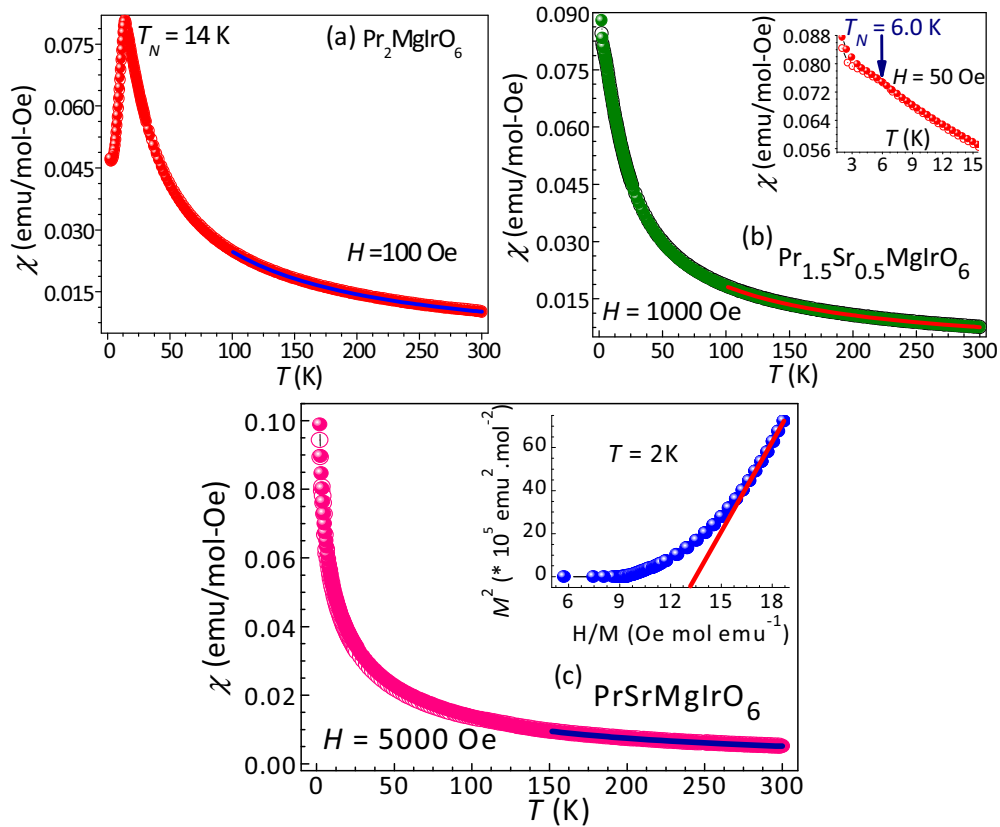 χ (emu/mol-Oe)
0.075
0.060
0.045
0.030
0.015
T_N = 14 K
(a) Pr₂MgIrO₆
H =100 Oe
0 50 100 150 200 250 300
T (K)
χ (emu/mol-Oe)
0.090
0.075
0.060
0.045
0.030
0.015
T_N = 6.0 K
χ (emu/mol-Oe)
0.088
0.080
0.072
0.064
0.056
H = 50 Oe
T (K)
3 6 9 12 15
(b)
Pr₁.₅Sr₀.₅MgIrO₆
H = 1000 Oe
0 50 100 150 200 250 300
T (K)
χ (emu/mol-Oe)
0.10
0.08
0.06
0.04
0.02
0.00
M² (* 10⁵ emu².mol⁻²)
60
40
20
0
T = 2K
6 9 12 15 18
H/M (Oe mol emu⁻¹)
(c)
PrSrMgIrO₆
H = 5000 Oe
0 50 100 150 200 250 300
T (K)